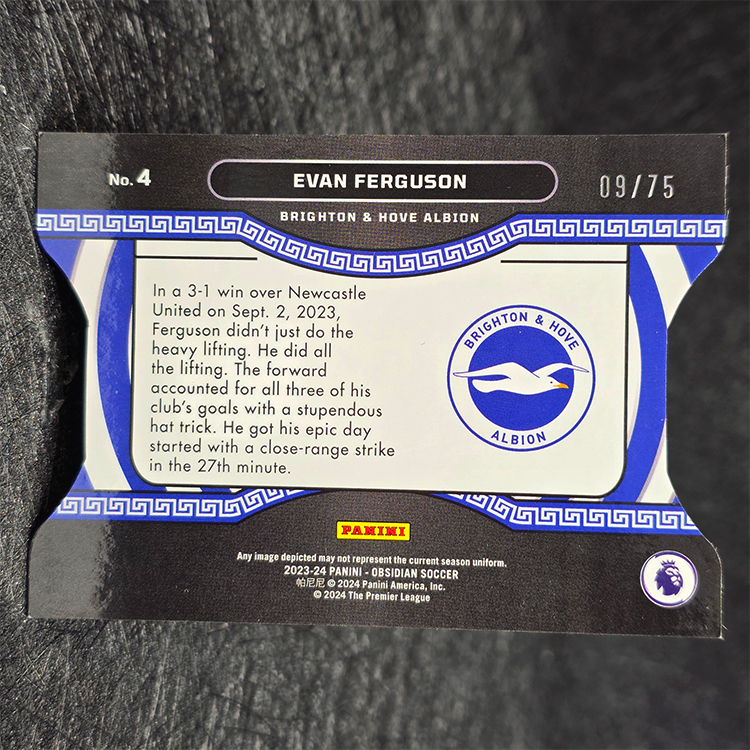 No. 4
EVAN FERGUSON
09/75
BRIGHTON & HOVE ALBION
In a 3-1 win over Newcastle
United on Sept. 2, 2023,
Ferguson didn't just do the
heavy lifting. He did all
the lifting. The forward
accounted for all three of his
club's goals with a stupendous
hat trick. He got his epic day
started with a close-range strike
in the 27th minute.
BRIGHTON & HOVE
ALBION
PANINI
Any image depicted may not represent the current season uniform.
2023-24 PANINI - OBSIDIAN SOCCER
帕尼尼 © 2024 Panini America, Inc.
© 2024 The Premier League